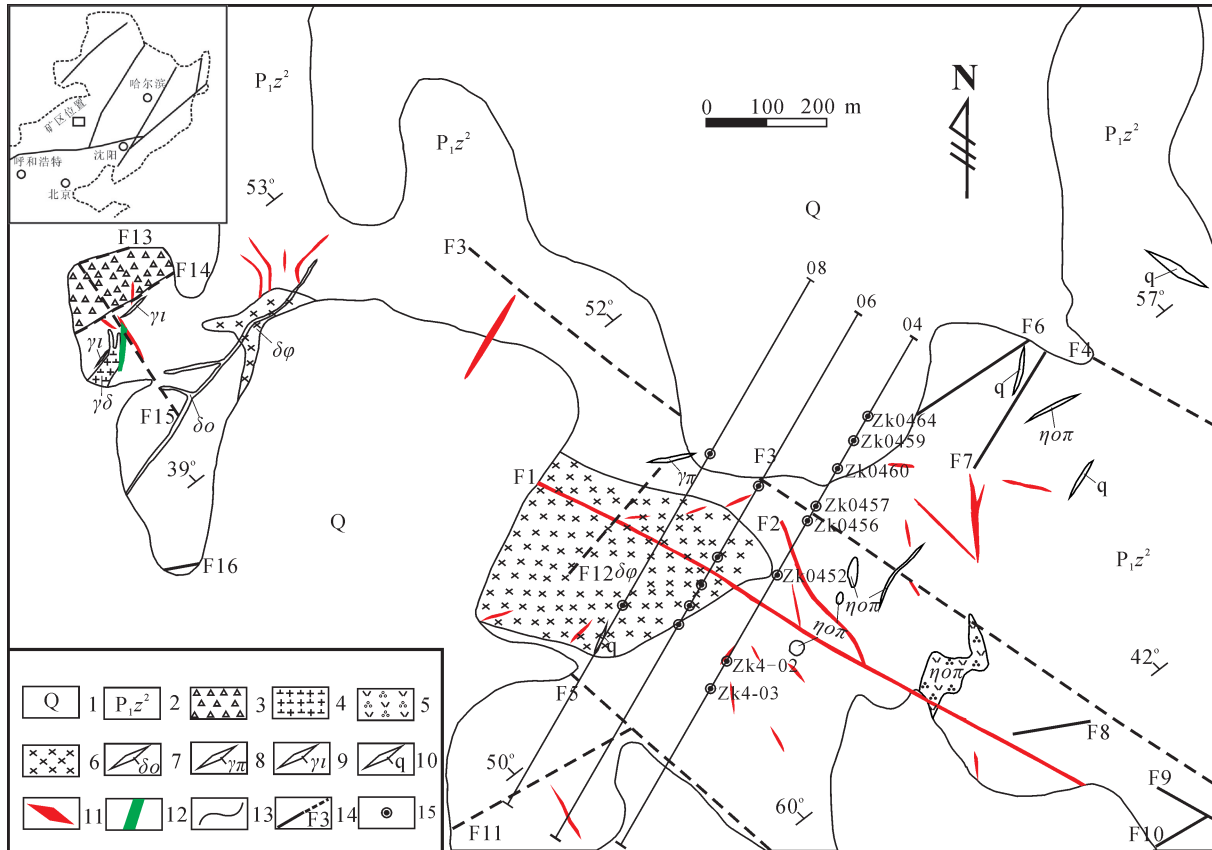 哈尔滨
矿区位置
沈阳
呼和浩特
北京
P₁z²
P₁z²
N
0 100 200 m
P₁z²
53°
Q
F13
F14
F3
08
06
04
52°
q
57°
γι
F6
F4
γι
δφ
q
γδ
F15
δο
Zk0464
ηοπ
Zk0459
39°
F1
γπ
F3
Zk0460
F7
q
Zk0457
Q
F2
Zk0456
P₁z²
F16
F12
δφ
Zk0452
ηοπ
ηοπ
q
Zk4-02
ηοπ
42°
F5
Zk4-03
F8
50°
F9
60°
F11
F10
Q 1
P₁z² 2
3
4
5
6
δο 7
γπ 8
γι 9
q 10
11
12
13
F3 14
15